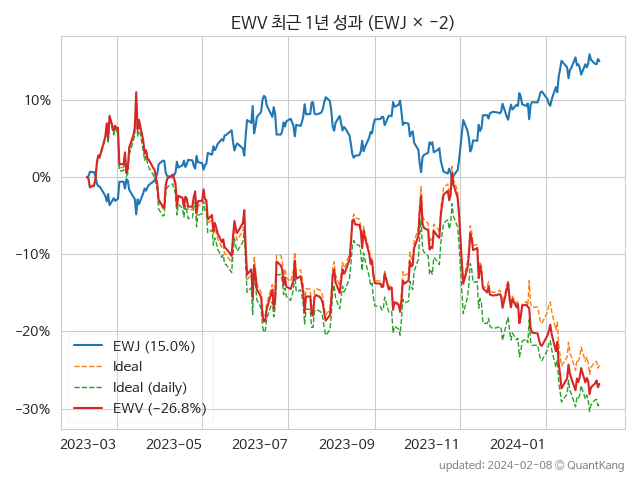 EWV 최근 1년 성과 (EWJ × −2)
10%
0%
−10%
−20%
−30%
EWJ (15.0%)
Ideal
Ideal (daily)
EWV (−26.8%)
2023-03 2023-05 2023-07 2023-09 2023-11 2024-01
updated: 2024-02-08 © QuantKang